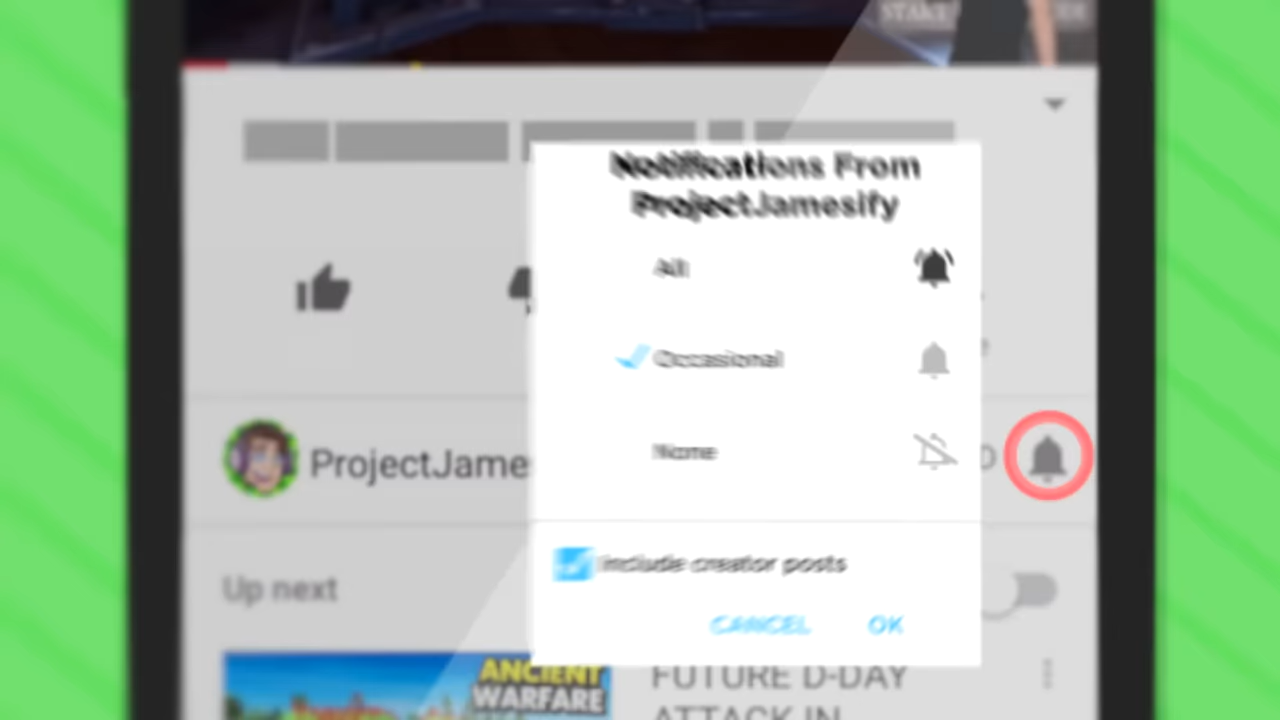 START
Notifications From
ProjectJamesify
All
Occasional
None
ProjectJame
Include creator posts
Up next
CANCEL OK
ANCIENT
WARFARE
FUTURE D-DAY
ATTACK IN